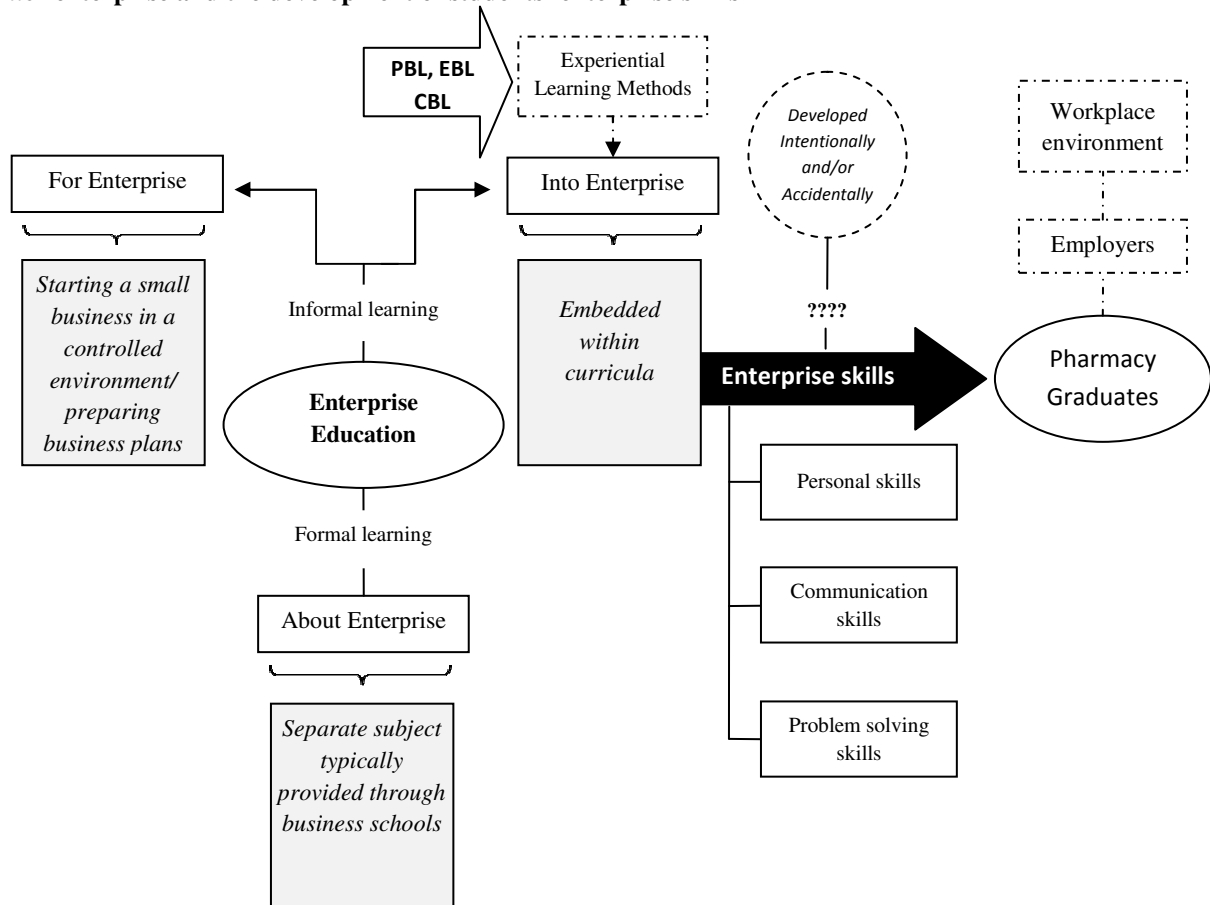 PBL, EBL
CBL
Experiential
Learning Methods
Developed
Intentionally
and/or
Accidentally
Workplace
environment
For Enterprise
Into Enterprise
Employers
Starting a small
business in a
controlled
environment/
preparing
business plans
Informal learning
Embedded
within
curricula
????
Enterprise skills
Pharmacy
Graduates
Enterprise
Education
Personal skills
Formal learning
Communication
skills
About Enterprise
Problem solving
skills
Separate subject
typically
provided through
business schools